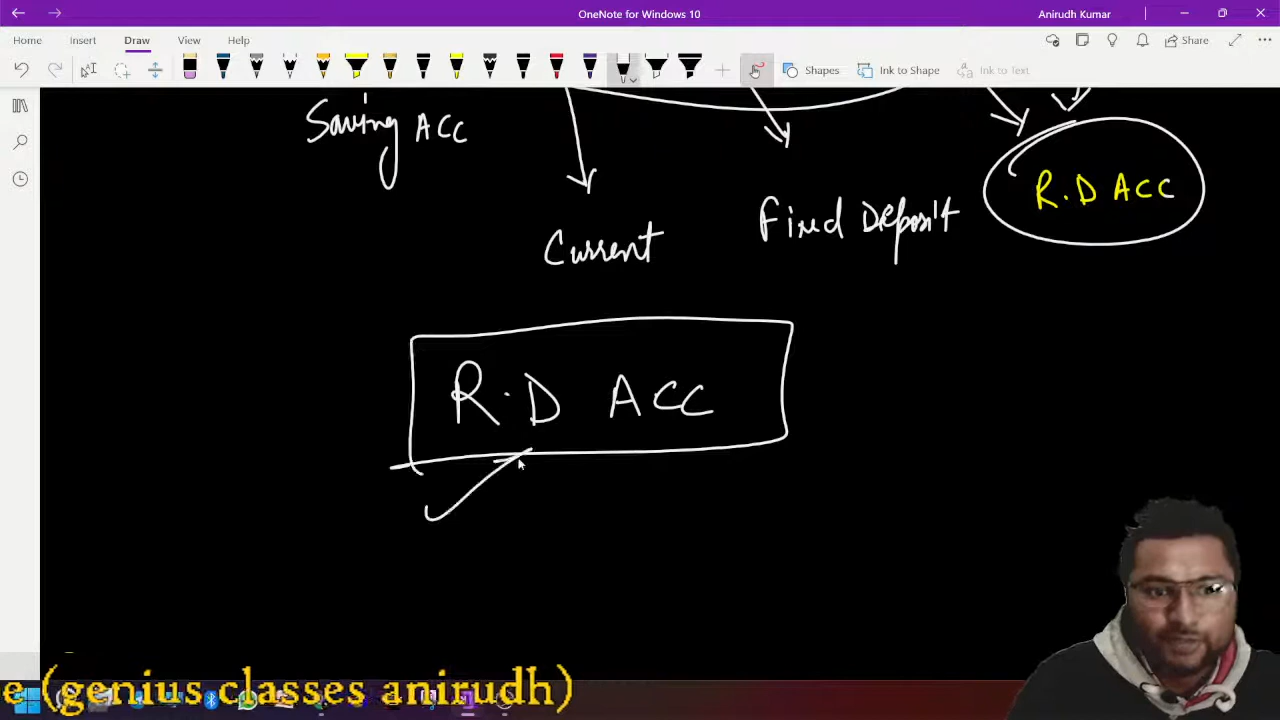 OneNote for Windows 10
Anirudh Kumar
Home Insert Draw View Help
Share
Shapes
Ink to Shape
Ink to Text
Saving Acc
R.D Acc
Fixed Deposit
Current
R.D Acc
e (genius classes anirudh)